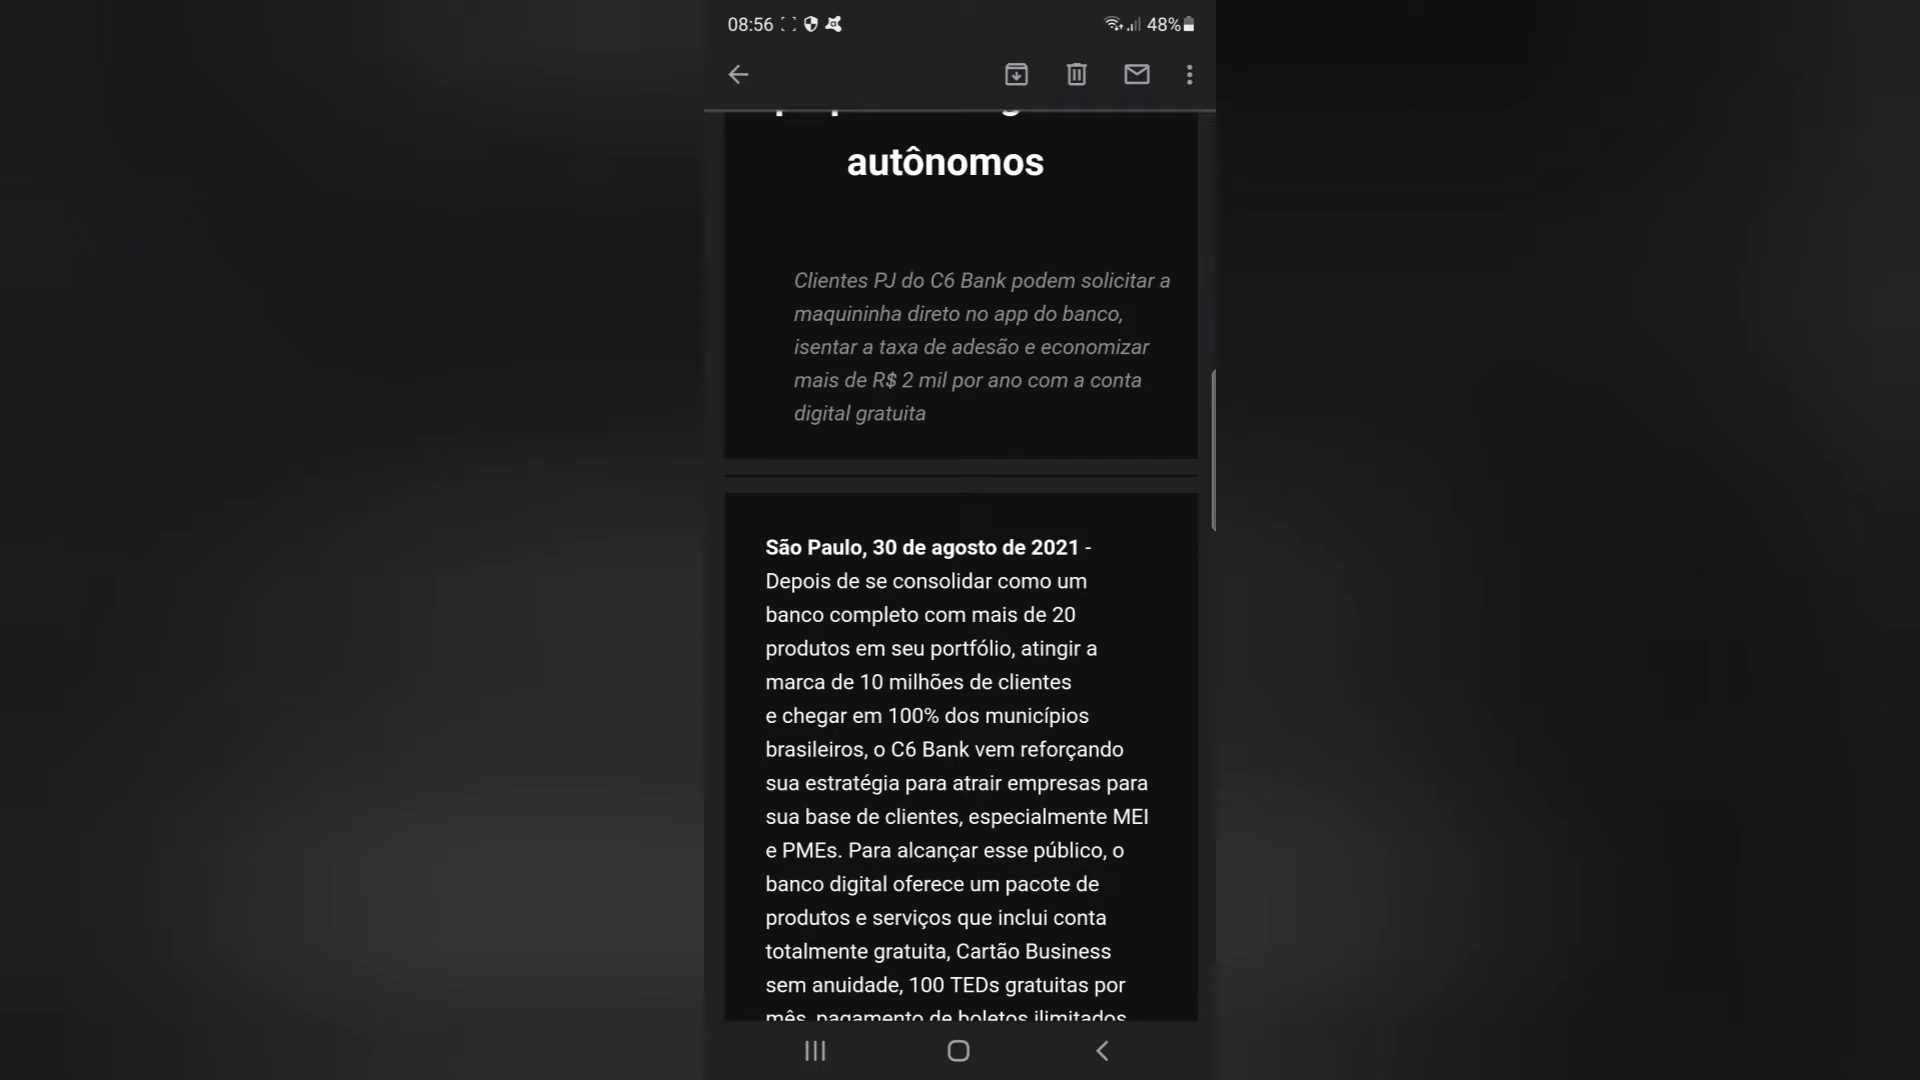 08:56
48%
autônomos
Clientes PJ do C6 Bank podem solicitar a
maquininha direto no app do banco,
isentar a taxa de adesão e economizar
mais de R$ 2 mil por ano com a conta
digital gratuita
São Paulo, 30 de agosto de 2021 -
Depois de se consolidar como um
banco completo com mais de 20
produtos em seu portfólio, atingir a
marca de 10 milhões de clientes
e chegar em 100% dos municípios
brasileiros, o C6 Bank vem reforçando
sua estratégia para atrair empresas para
sua base de clientes, especialmente MEI
e PMEs. Para alcançar esse público, o
banco digital oferece um pacote de
produtos e serviços que inclui conta
totalmente gratuita, Cartão Business
sem anuidade, 100 TEDs gratuitas por
mês, pagamento de boletos ilimitados